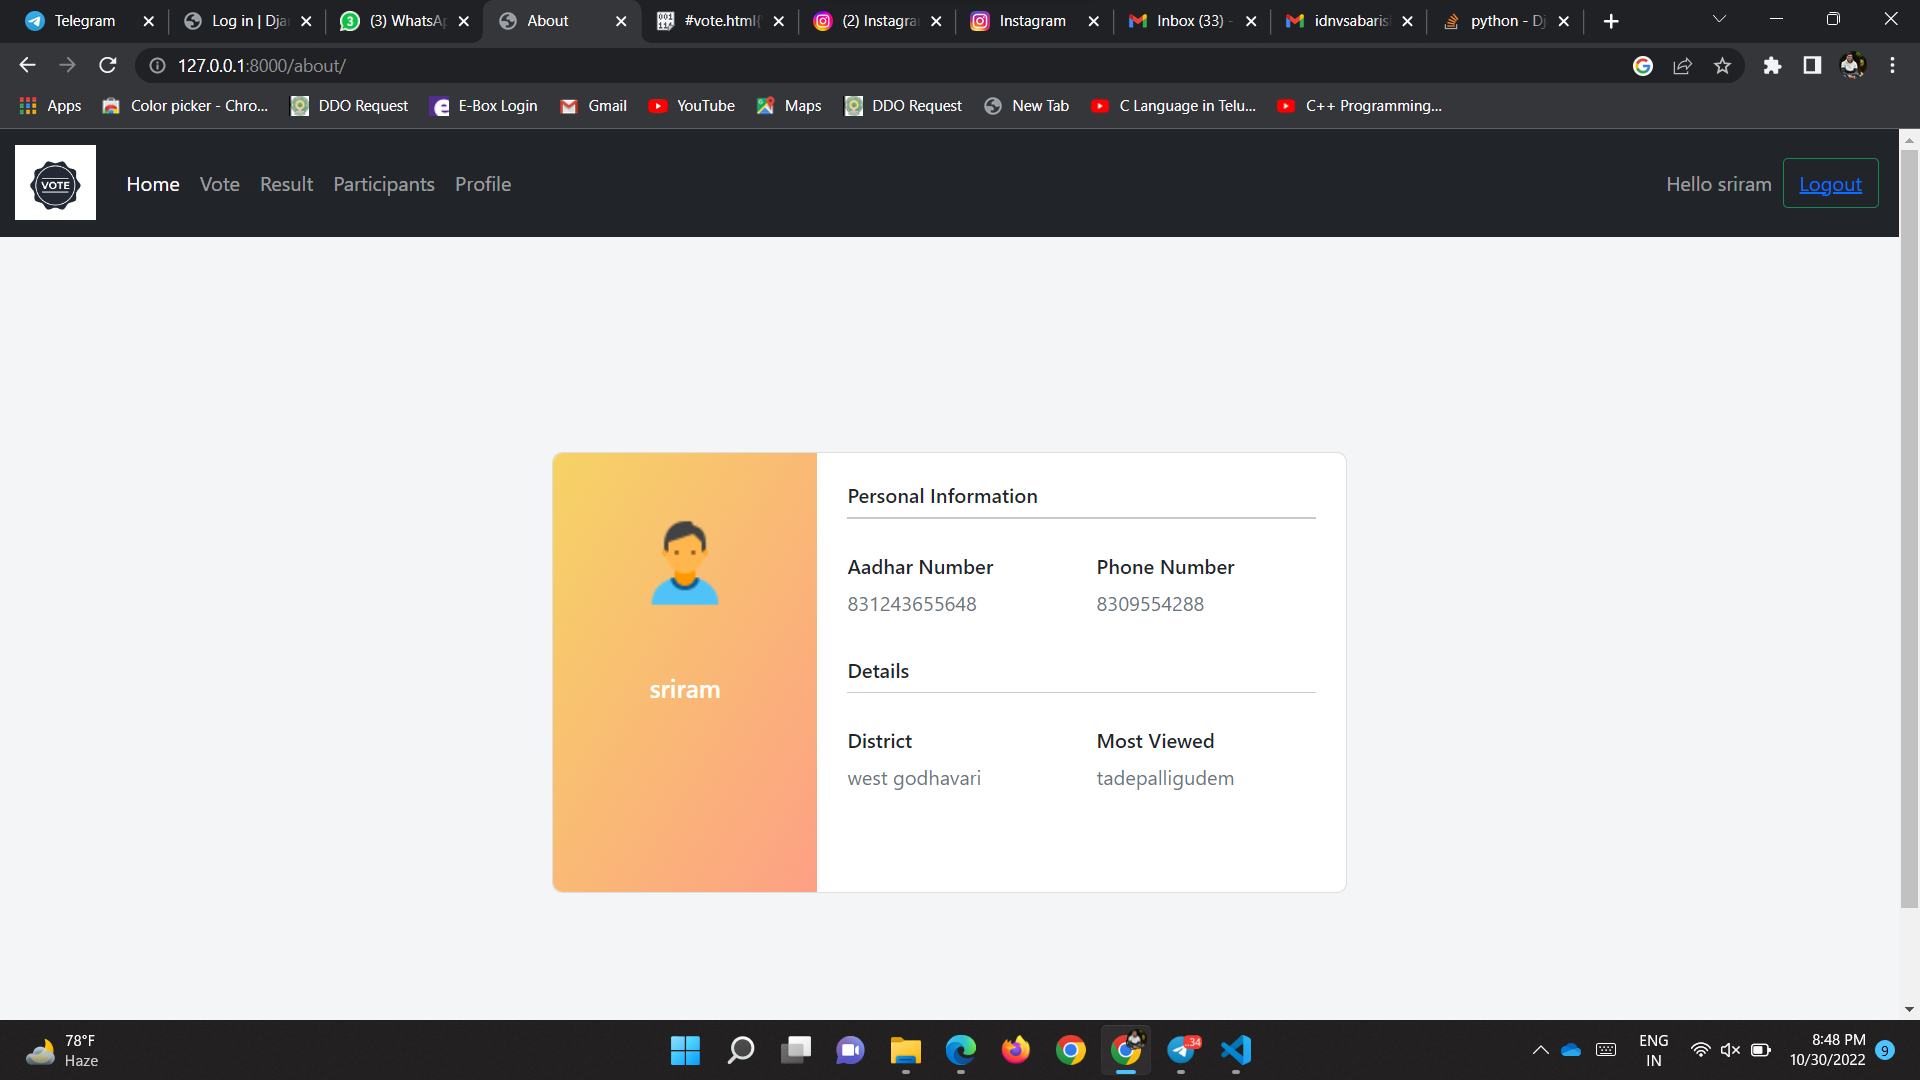 Telegram
Log in | Djan
(3) WhatsAp
About
#vote.html{%
(2) Instagra
Instagram
Inbox (33) -
idnvsabaris
python - Dj
127.0.0.1:8000/about/
Apps
Color picker - Chro...
DDO Request
E-Box Login
Gmail
YouTube
Maps
DDO Request
New Tab
C Language in Telu...
C++ Programming...
VOTE
Home
Vote
Result
Participants
Profile
Hello sriram
Logout
sriram
Personal Information
Aadhar Number
Phone Number
831243655648
8309554288
Details
District
Most Viewed
west godhavari
tadepalligudem
78°F
Haze
34
ENG
IN
8:48 PM
10/30/2022
9